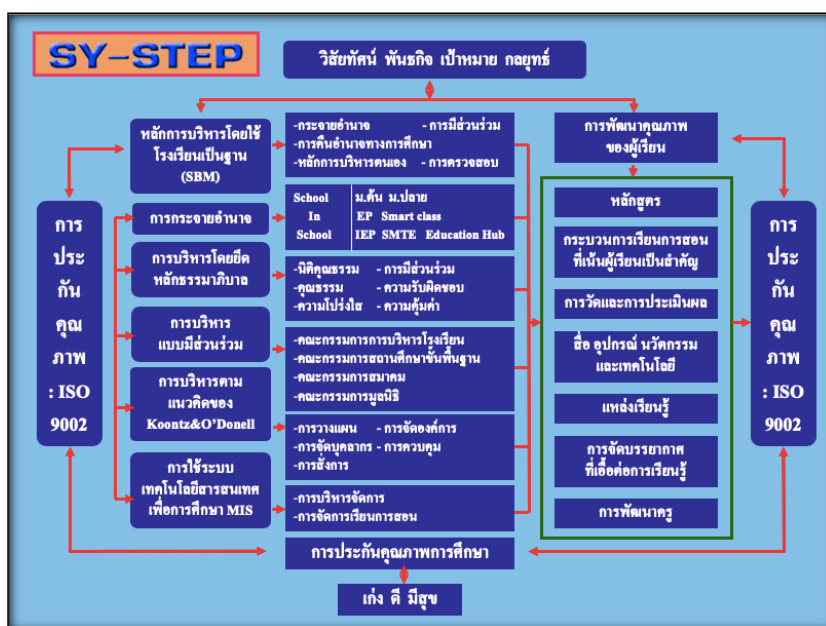 SY-STEP
วิสัยทัศน์ พันธกิจ เป้าหมาย กลยุทธ์
หลักการบริหารโดยใช้
โรงเรียนเป็นฐาน
(SBM)
-กระจายอำนาจ -การมีส่วนร่วม
-การคืนอำนาจทางการศึกษา
-หลักการบริหารตนเอง -การตรวจสอบ
การพัฒนาคุณภาพ
ของผู้เรียน
การ
ประ
กัน
คุณ
ภาพ
: ISO
9002
การกระจายอำนาจ
School ม.ต้น ม.ปลาย
In EP Smart class
School IEP SMTE Education Hub
การบริหารโดยยึด
หลักธรรมาภิบาล
-นิติคุณธรรม -การมีส่วนร่วม
-คุณธรรม -ความรับผิดชอบ
-ความโปร่งใส -ความคุ้มค่า
การบริหาร
แบบมีส่วนร่วม
-คณะกรรมการการบริหารโรงเรียน
-คณะกรรมการสถานศึกษาขั้นพื้นฐาน
-คณะกรรมการสมาคม
-คณะกรรมการมูลนิธิ
การบริหารตาม
แนวคิดของ
Koontz&O’Donell
-การวางแผน -การจัดองค์การ
-การจัดบุคลากร -การควบคุม
-การสั่งการ
การใช้ระบบ
เทคโนโลยีสารสนเทศ
เพื่อการศึกษา MIS
-การบริหารจัดการ
-การจัดการเรียนการสอน
หลักสูตร
กระบวนการเรียนการสอน
ที่เน้นผู้เรียนเป็นสำคัญ
การวัดและการประเมินผล
สื่อ อุปกรณ์ นวัตกรรม
และเทคโนโลยี
แหล่งเรียนรู้
การจัดบรรยากาศ
ที่เอื้อต่อการเรียนรู้
การพัฒนาครู
การ
ประ
กัน
คุณ
ภาพ
: ISO
9002
การประกันคุณภาพการศึกษา
เก่ง ดี มีสุข